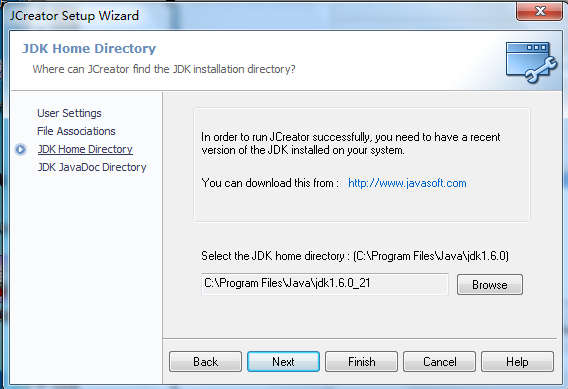 JCreator Setup Wizard
JDK Home Directory
Where can JCreator find the JDK installation directory?
User Settings
File Associations
JDK Home Directory
JDK JavaDoc Directory
In order to run JCreator successfully, you need to have a recent
version of the JDK installed on your system.
You can download this from : http://www.javasoft.com
Select the JDK home directory : (C:\Program Files\Java\jdk1.6.0)
C:\Program Files\Java\jdk1.6.0_21 Browse
Back Next Finish Cancel Help